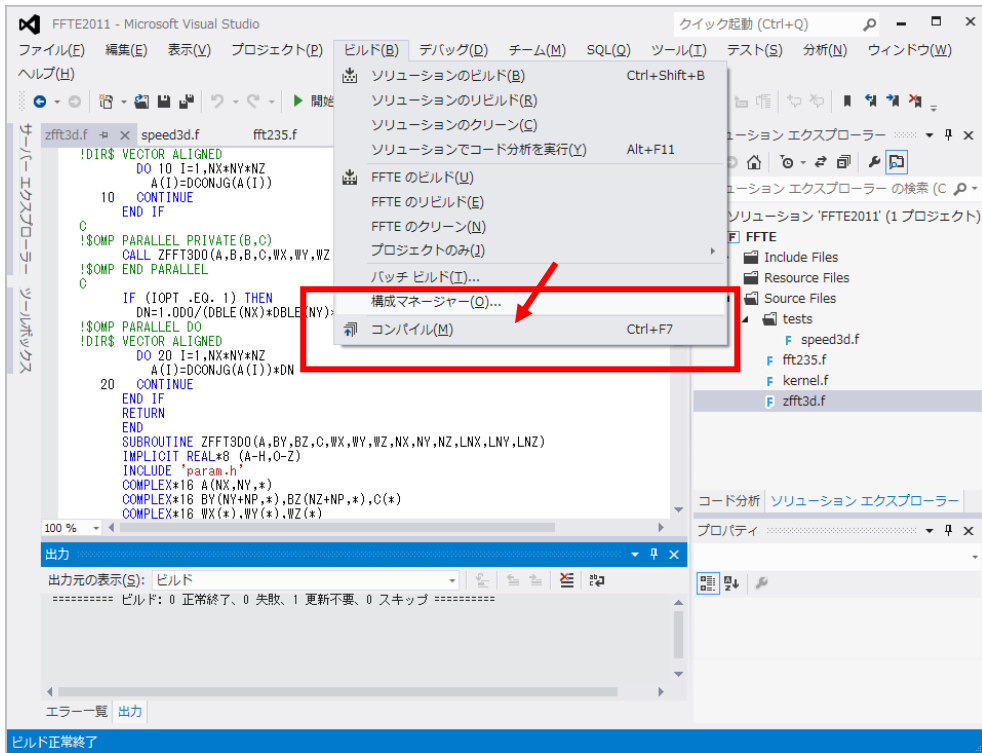 FFTE2011 - Microsoft Visual Studio
クイック起動 (Ctrl+Q)
ファイル(F) 編集(E) 表示(V) プロジェクト(P) ビルド(B) デバッグ(D) チーム(M) SQL(Q) ツール(T) テスト(S) 分析(N) ウィンドウ(W)
ヘルプ(H)
開始
ソリューションのビルド(B) Ctrl+Shift+B
ソリューションのリビルド(R)
ソリューションのクリーン(C)
ソリューションでコード分析を実行(Y) Alt+F11
FFTE のビルド(U)
FFTE のリビルド(E)
FFTE のクリーン(N)
プロジェクトのみ(J)
バッチ ビルド(T)...
構成マネージャー(O)...
コンパイル(M) Ctrl+F7
サーバー エクスプローラー
ツールボックス
zfft3d.f speed3d.f fft235.f
!DIR$ VECTOR ALIGNED
DO 10 I=1,NX*NY*NZ
A(I)=DCONJG(A(I))
10 CONTINUE
END IF
C
!$OMP PARALLEL PRIVATE(B,C)
CALL ZFFT3D0(A,B,B,C,WX,WY,WZ
!$OMP END PARALLEL
C
IF (IOPT .EQ. 1) THEN
DN=1.0D0/(DBLE(NX)*DBLE(NY)*
!$OMP PARALLEL DO
!DIR$ VECTOR ALIGNED
DO 20 I=1,NX*NY*NZ
A(I)=DCONJG(A(I))*DN
20 CONTINUE
END IF
RETURN
END
SUBROUTINE ZFFT3D0(A,BY,BZ,C,WX,WY,WZ,NX,NY,NZ,LNX,LNY,LNZ)
IMPLICIT REAL*8 (A-H,O-Z)
INCLUDE 'param.h'
COMPLEX*16 A(NX,NY,*)
COMPLEX*16 BY(NY+NP,*),BZ(NZ+NP,*),C(*)
COMPLEX*16 WX(*),WY(*),WZ(*)
100 %
ーション エクスプローラー
ューション エクスプローラー の検索 (C
ソリューション 'FFTE2011' (1 プロジェクト)
FFTE
Include Files
Resource Files
Source Files
tests
speed3d.f
fft235.f
kernel.f
zfft3d.f
コード分析 ソリューション エクスプローラー
プロパティ
出力
出力元の表示(S): ビルド
========== ビルド: 0 正常終了、0 失敗、1 更新不要、0 スキップ ==========
エラー一覧 出力
ビルド正常終了